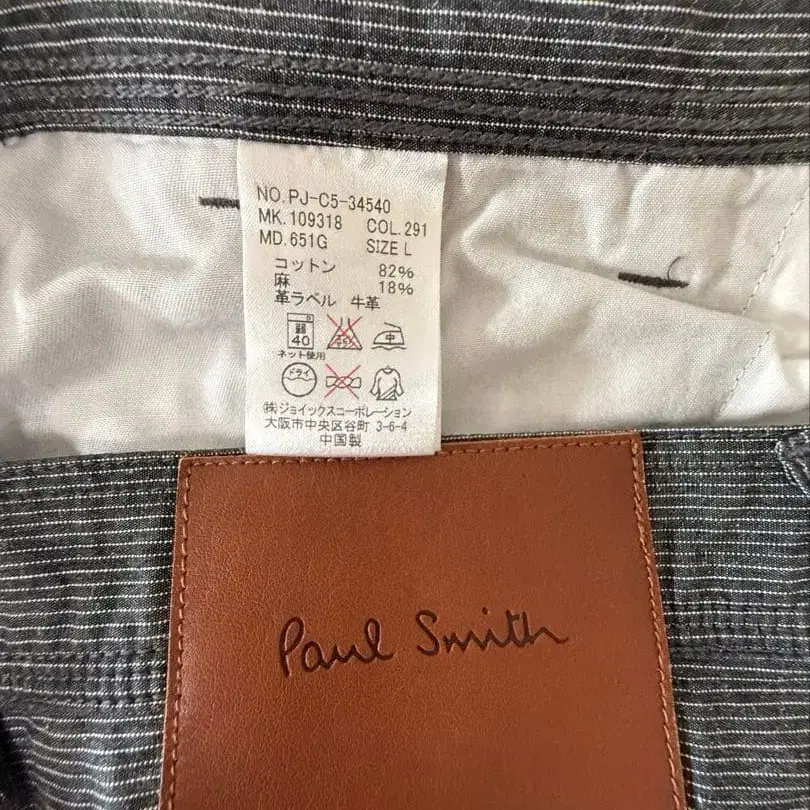 NO.PJ-C5-34540
MK.109318 COL.291
MD.651G SIZE L
コットン 82%
麻 18%
革ラベル 牛革
弱
40
中
ネット使用
ドライ
㈱ジョイックスコーポレーション
大阪市中央区谷町 3-6-4
中国製
Paul Smith